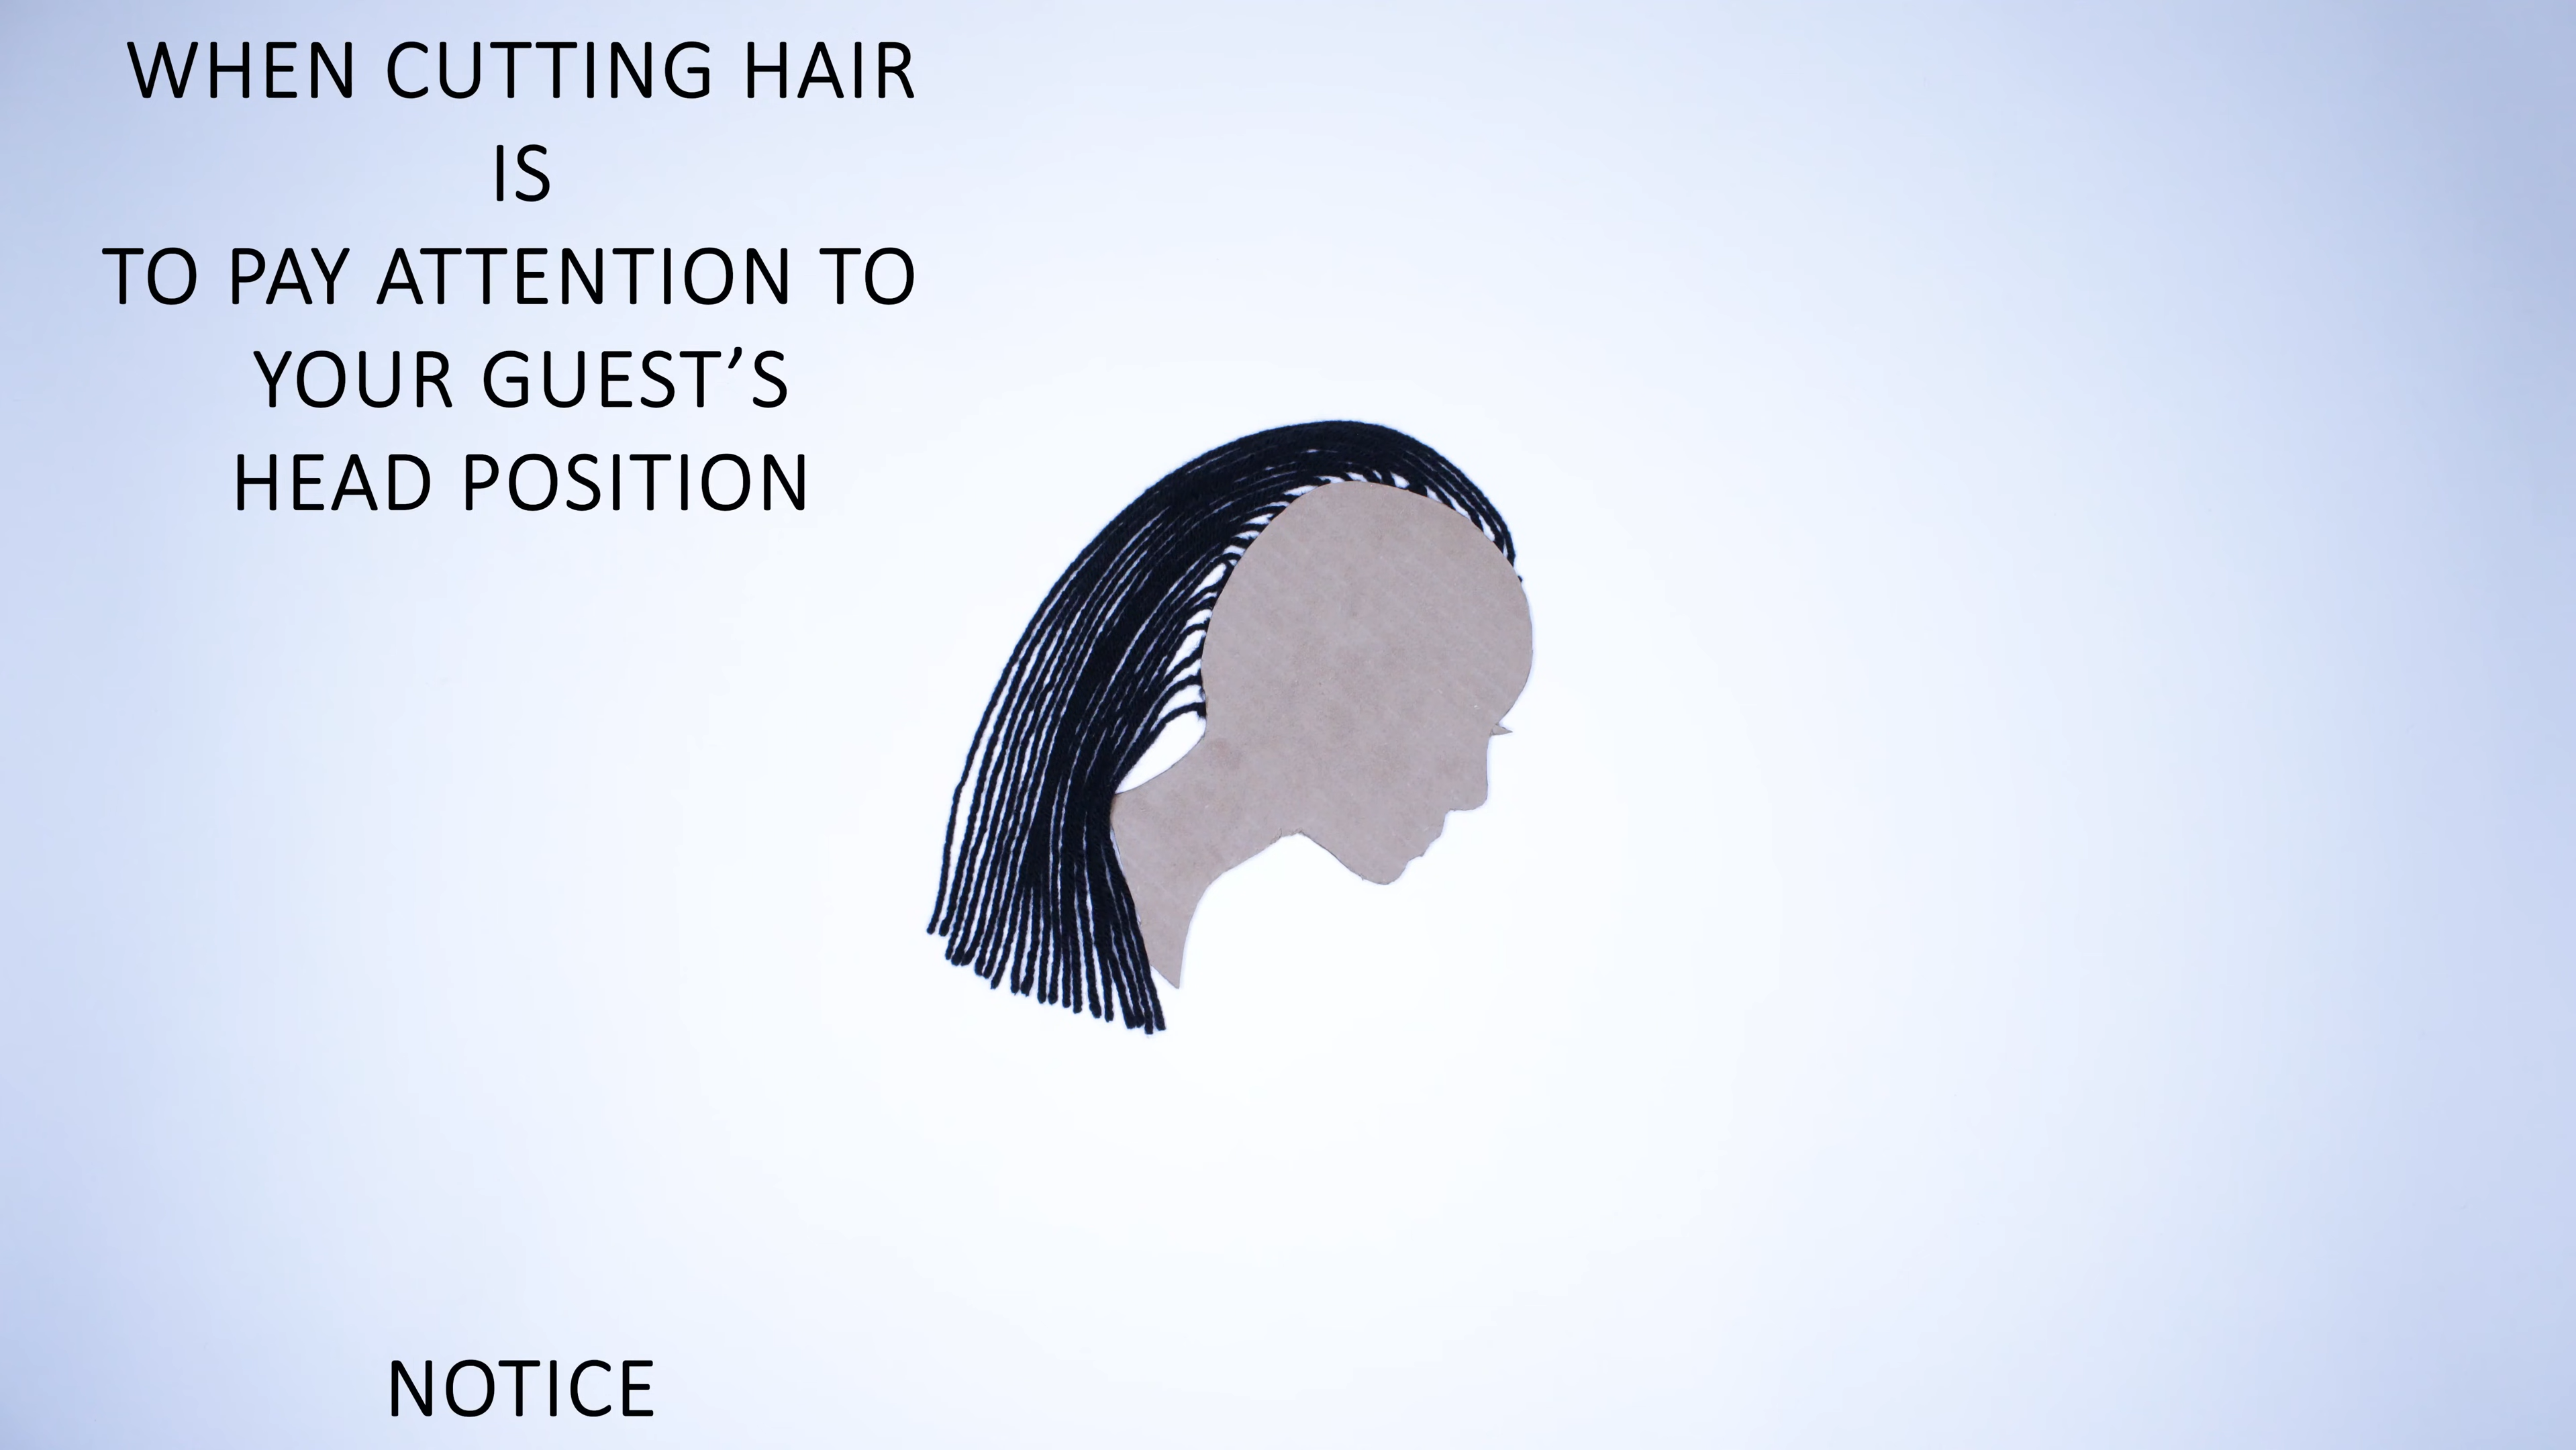 WHEN CUTTING HAIR
IS
TO PAY ATTENTION TO
YOUR GUEST’S
HEAD POSITION
NOTICE